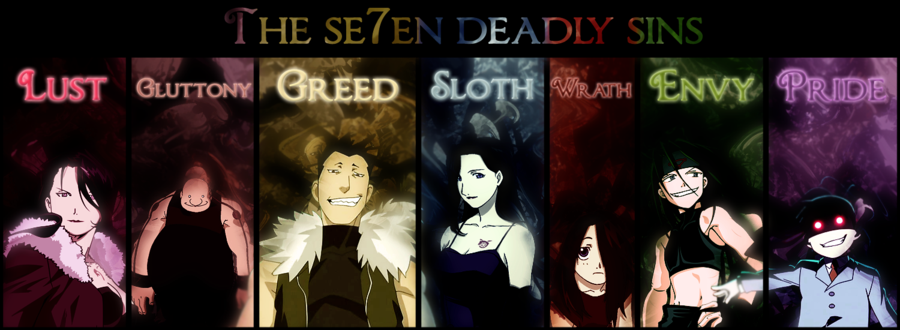 The se7en deadly sins
Lust
Gluttony
Greed
Sloth
Wrath
Envy
Pride